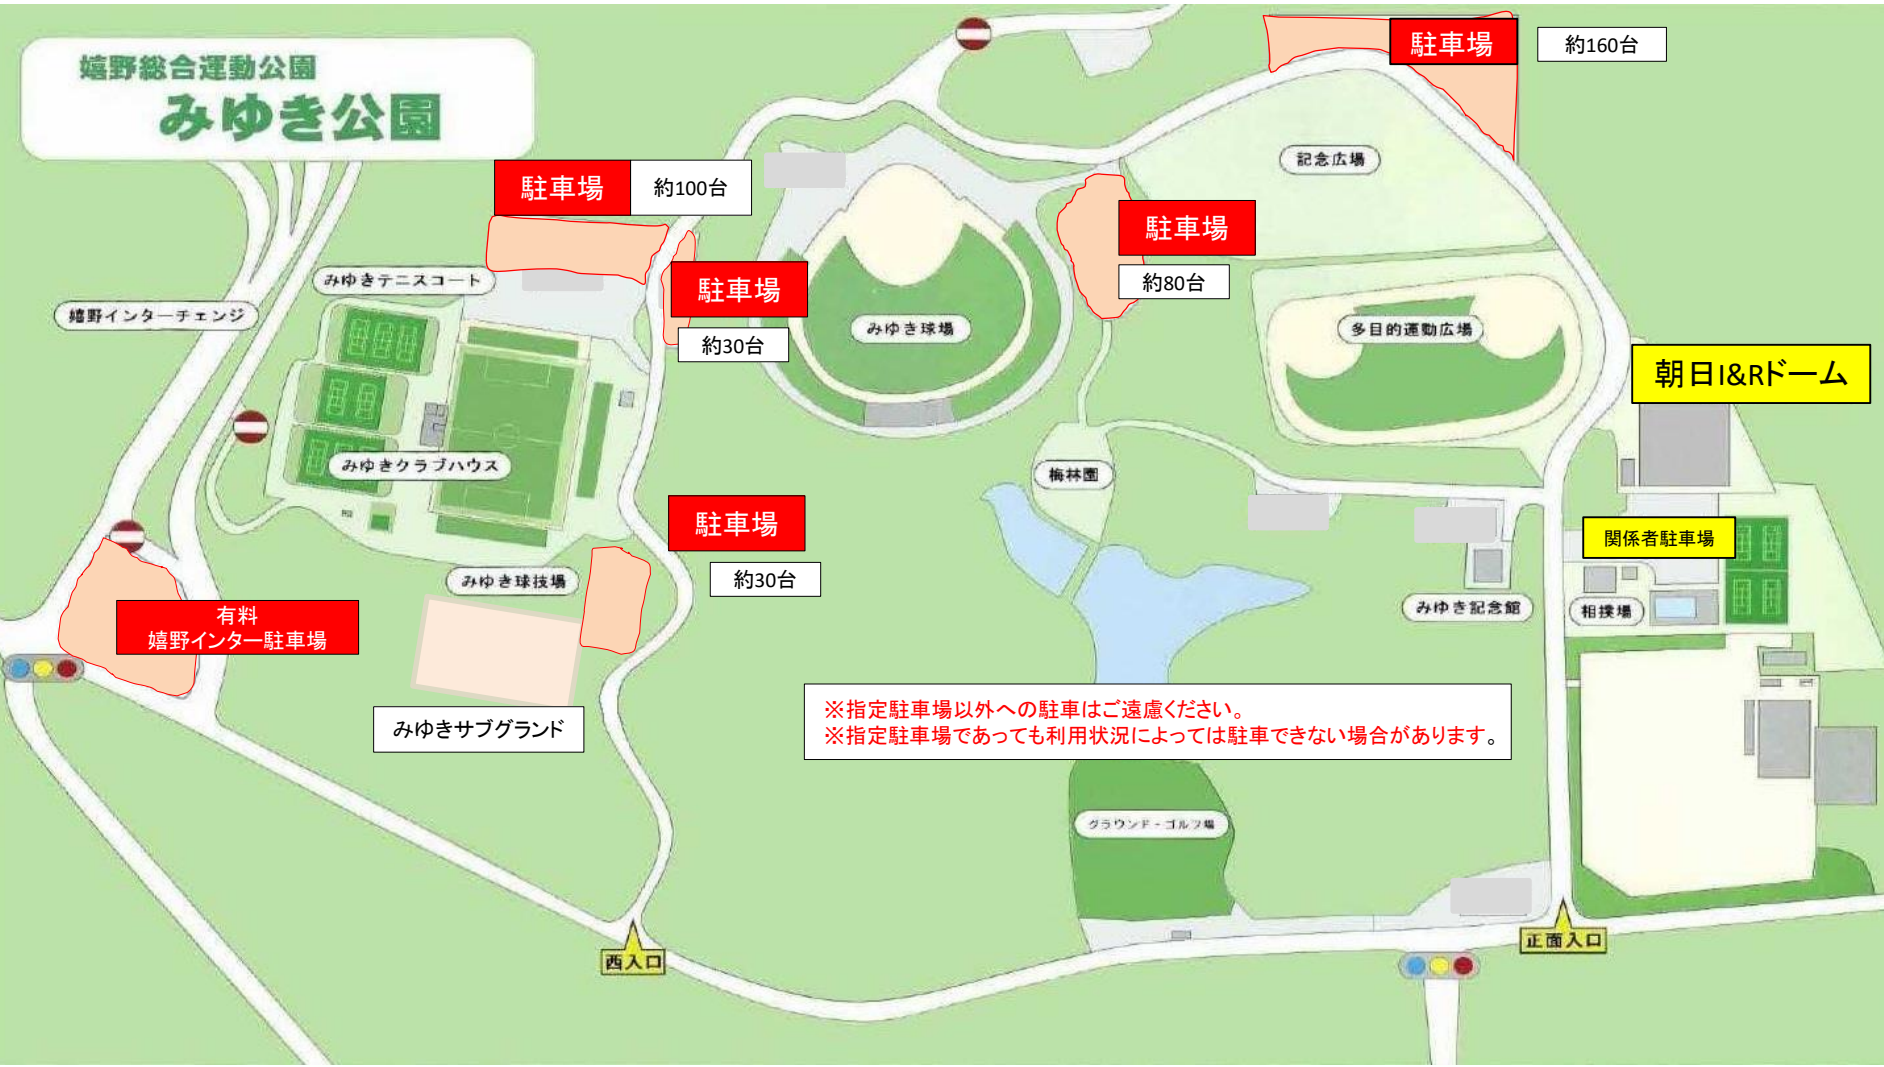 嬉野総合運動公園
みゆき公園
駐車場
約160台
駐車場
約100台
記念広場
駐車場
約80台
駐車場
約30台
みゆきテニスコート
嬉野インターチェンジ
みゆき球場
多目的運動広場
朝日I&Rドーム
みゆきクラブハウス
梅林園
駐車場
約30台
関係者駐車場
みゆき球技場
みゆき記念館
相撲場
有料
嬉野インター駐車場
みゆきサブグランド
※指定駐車場以外への駐車はご遠慮ください。
※指定駐車場であっても利用状況によっては駐車できない場合があります。
グラウンド・ゴルフ場
正面入口
西入口